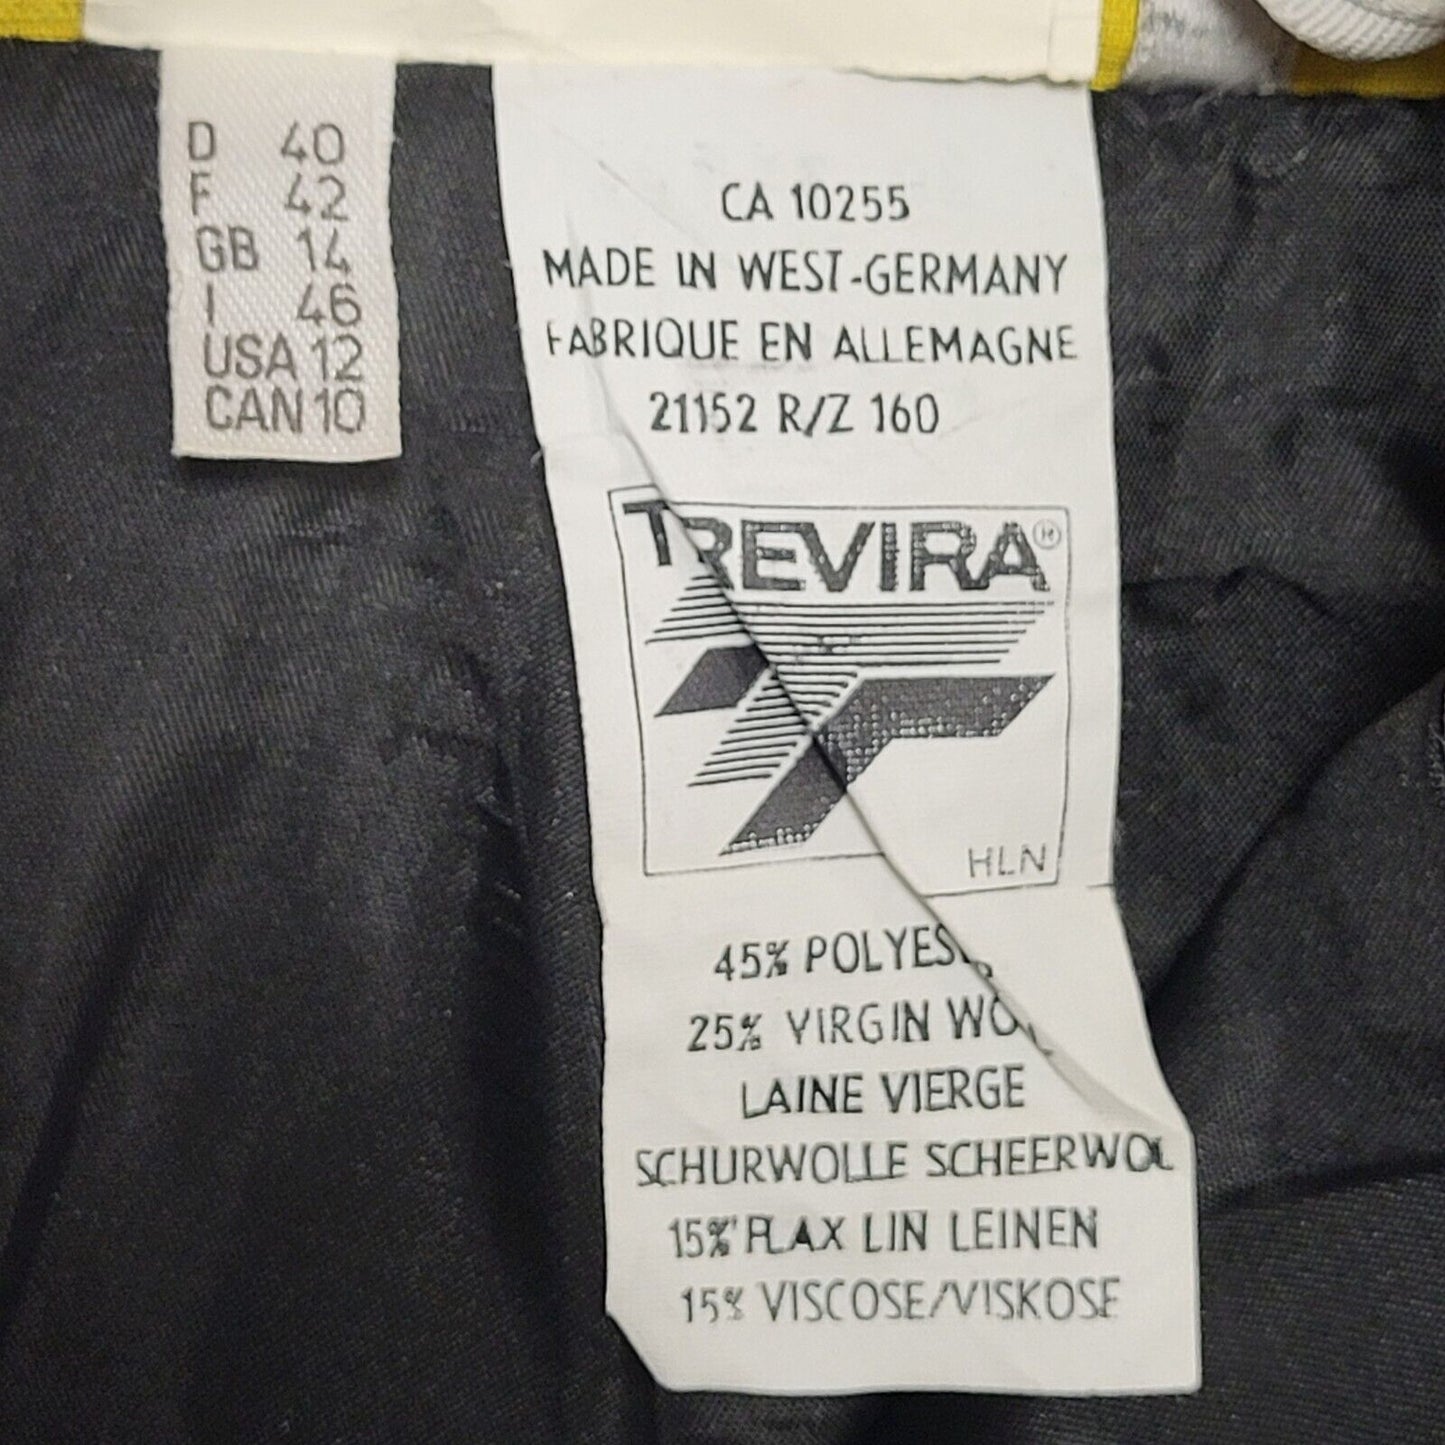 D 40
F 42
GB 14
I 46
USA 12
CAN 10
CA 10255
MADE IN WEST-GERMANY
FABRIQUE EN ALLEMAGNE
21152 R/Z 160
TREVIRA®
HLN
45% POLYES
25% VIRGIN WO
LAINE VIERGE
SCHURWOLLE SCHEERWOL
15% FLAX LIN LEINEN
15% VISCOSE/VISKOSE